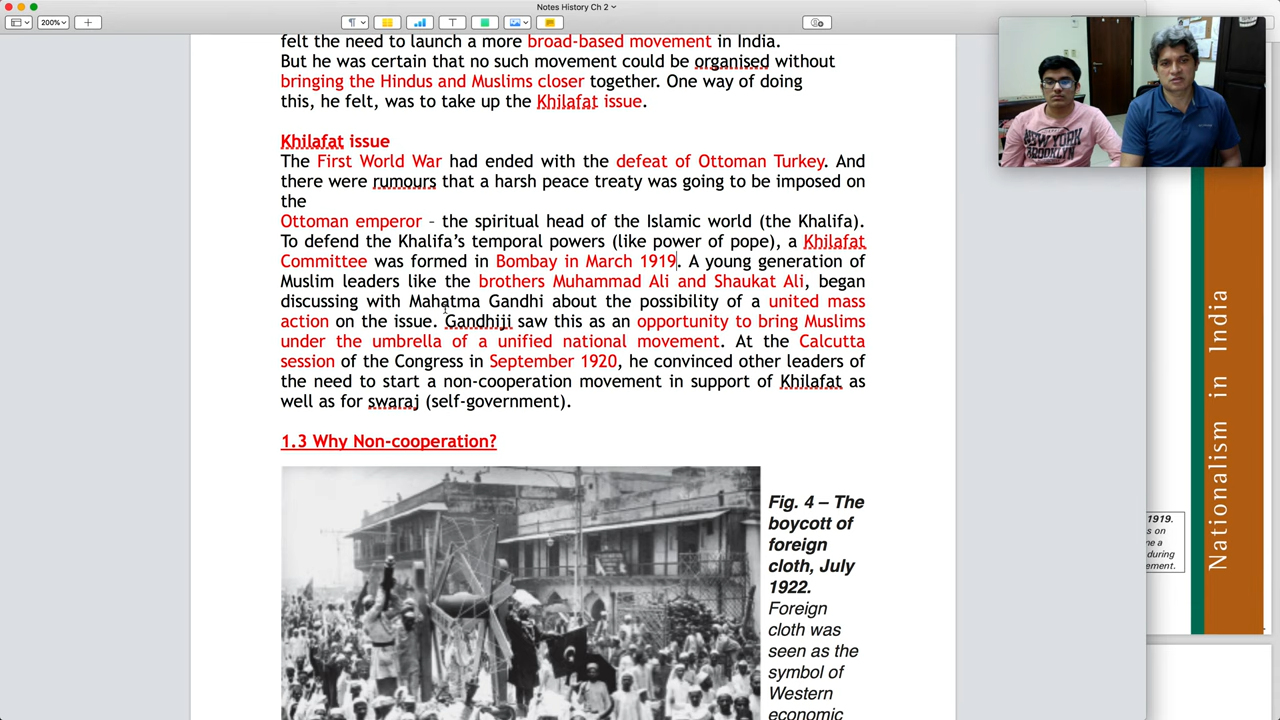 Notes History Ch 2
200%
felt the need to launch a more broad-based movement in India.
But he was certain that no such movement could be organised without
bringing the Hindus and Muslims closer together. One way of doing
this, he felt, was to take up the Khilafat issue.
Khilafat issue
The First World War had ended with the defeat of Ottoman Turkey. And
there were rumours that a harsh peace treaty was going to be imposed on
the
Ottoman emperor – the spiritual head of the Islamic world (the Khalifa).
To defend the Khalifa's temporal powers (like power of pope), a Khilafat
Committee was formed in Bombay in March 1919. A young generation of
Muslim leaders like the brothers Muhammad Ali and Shaukat Ali, began
discussing with Mahatma Gandhi about the possibility of a united mass
action on the issue. Gandhiji saw this as an opportunity to bring Muslims
under the umbrella of a unified national movement. At the Calcutta
session of the Congress in September 1920, he convinced other leaders of
the need to start a non-cooperation movement in support of Khilafat as
well as for swaraj (self-government).
1.3 Why Non-cooperation?
Fig. 4 – The
boycott of
foreign
cloth, July
1922.
Foreign
cloth was
seen as the
symbol of
Western
economic
NEW YORK
BROOKLYN
Nationalism in India
1919.
s on
ne a
during
ement.